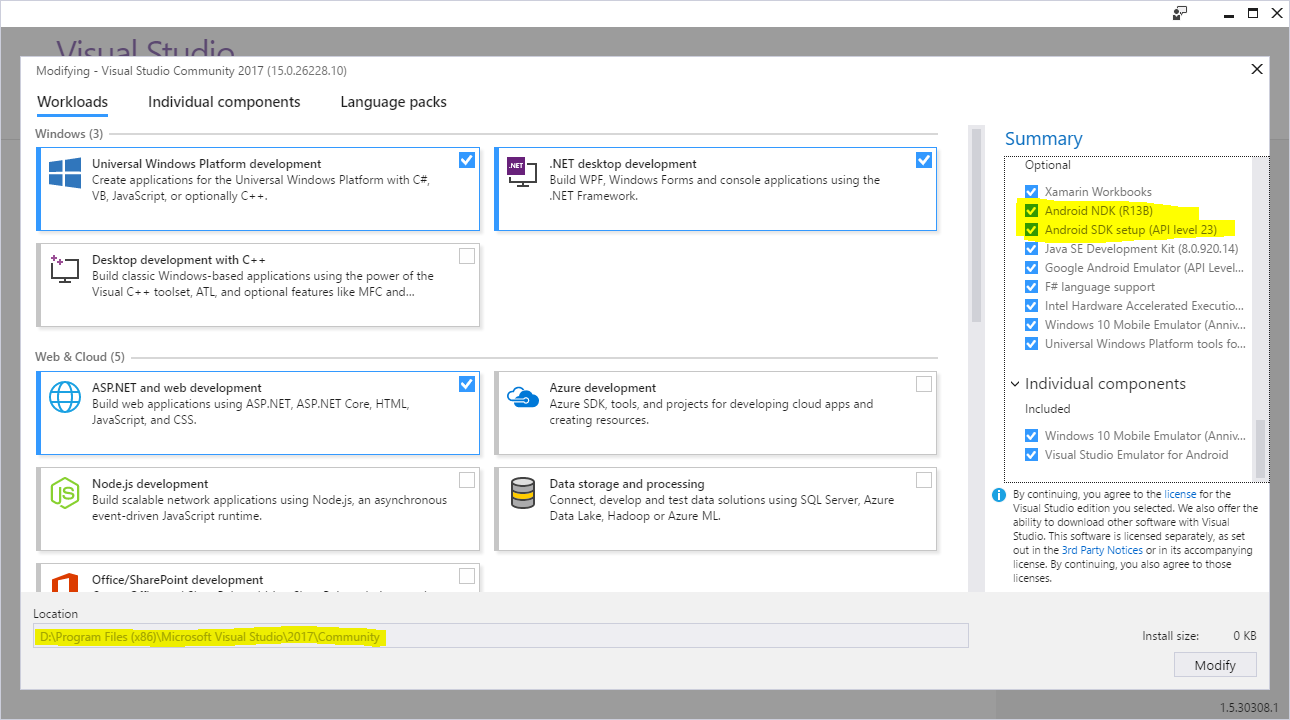 Visual Studio
Modifying - Visual Studio Community 2017 (15.0.26228.10)
Workloads
Individual components
Language packs
Windows (3)
Universal Windows Platform development
Create applications for the Universal Windows Platform with C#,
VB, JavaScript, or optionally C++.
.NET
.NET desktop development
Build WPF, Windows Forms and console applications using the
.NET Framework.
Desktop development with C++
Build classic Windows-based applications using the power of the
Visual C++ toolset, ATL, and optional features like MFC and...
Web & Cloud (5)
ASP.NET and web development
Build web applications using ASP.NET, ASP.NET Core, HTML,
JavaScript, and CSS.
Azure development
Azure SDK, tools, and projects for developing cloud apps and
creating resources.
JS
Node.js development
Build scalable network applications using Node.js, an asynchronous
event-driven JavaScript runtime.
Data storage and processing
Connect, develop and test data solutions using SQL Server, Azure
Data Lake, Hadoop or Azure ML.
Office/SharePoint development
Summary
Optional
Xamarin Workbooks
Android NDK (R13B)
Android SDK setup (API level 23)
Java SE Development Kit (8.0.920.14)
Google Android Emulator (API Level...
F# language support
Intel Hardware Accelerated Executio...
Windows 10 Mobile Emulator (Anniv...
Universal Windows Platform tools fo...
Individual components
Included
Windows 10 Mobile Emulator (Anniv...
Visual Studio Emulator for Android
By continuing, you agree to the license for the
Visual Studio edition you selected. We also offer the
ability to download other software with Visual
Studio. This software is licensed separately, as set
out in the 3rd Party Notices or in its accompanying
license. By continuing, you also agree to those
licenses.
Location
D:\Program Files (x86)\Microsoft Visual Studio\2017\Community
Install size: 0 KB
Modify
1.5.30308.1